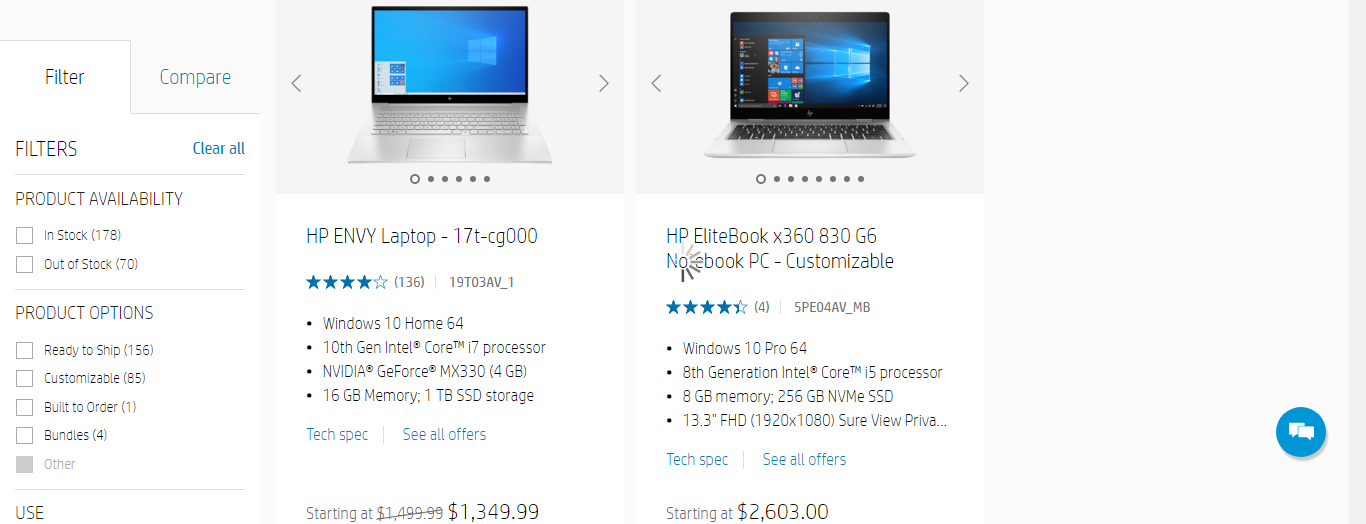 Filter
Compare
FILTERS
Clear all
PRODUCT AVAILABILITY
In Stock (178)
Out of Stock (70)
PRODUCT OPTIONS
Ready to Ship (156)
Customizable (85)
Built to Order (1)
Bundles (4)
Other
USE
HP ENVY Laptop - 17t-cg000
(136)
19T03AV_1
• Windows 10 Home 64
• 10th Gen Intel® Core™ i7 processor
• NVIDIA® GeForce® MX330 (4 GB)
• 16 GB Memory; 1 TB SSD storage
Tech spec
See all offers
Starting at $1,499.99 $1,349.99
HP EliteBook x360 830 G6
Notebook PC - Customizable
(4)
5PE04AV_MB
• Windows 10 Pro 64
• 8th Generation Intel® Core™ i5 processor
• 8 GB memory; 256 GB NVMe SSD
• 13.3" FHD (1920x1080) Sure View Priva...
Tech spec
See all offers
Starting at $2,603.00